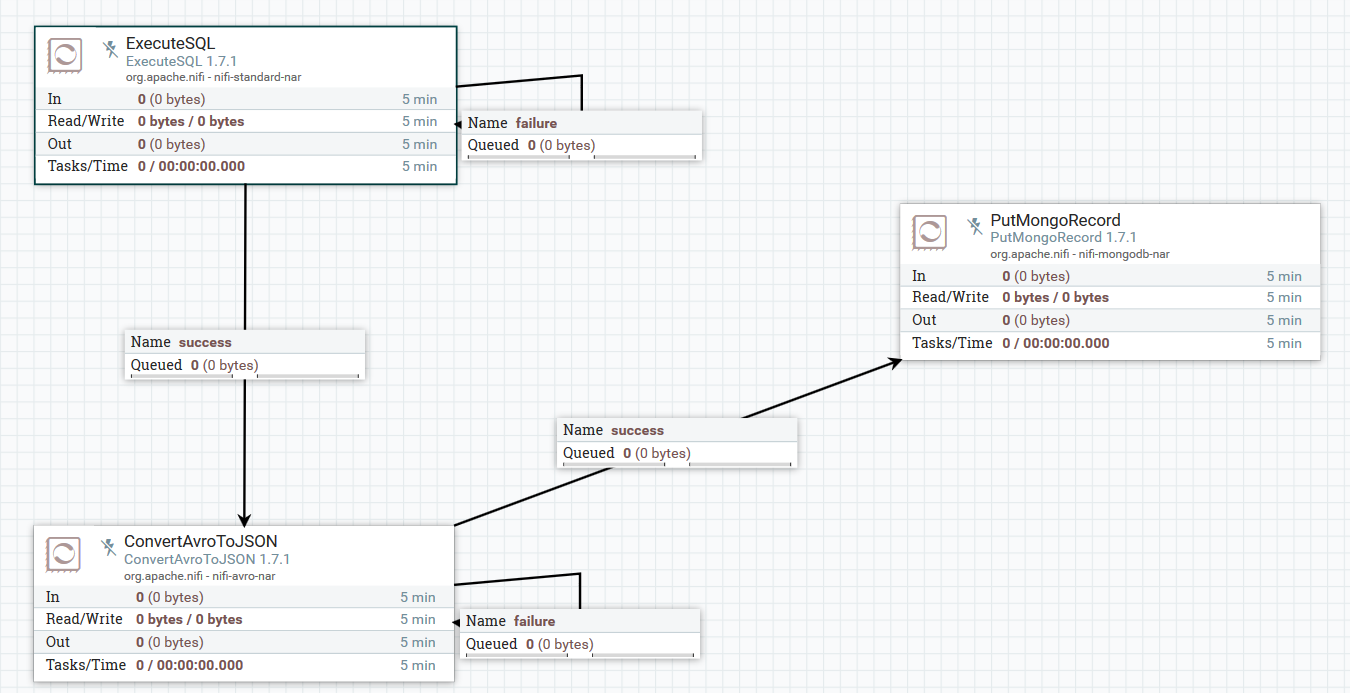 ExecuteSQL
ExecuteSQL 1.7.1
org.apache.nifi - nifi-standard-nar
In 0 (0 bytes) 5 min
Read/Write 0 bytes / 0 bytes 5 min
Out 0 (0 bytes) 5 min
Tasks/Time 0 / 00:00:00.000 5 min
Name failure
Queued 0 (0 bytes)
Name success
Queued 0 (0 bytes)
PutMongoRecord
PutMongoRecord 1.7.1
org.apache.nifi - nifi-mongodb-nar
In 0 (0 bytes) 5 min
Read/Write 0 bytes / 0 bytes 5 min
Out 0 (0 bytes) 5 min
Tasks/Time 0 / 00:00:00.000 5 min
Name success
Queued 0 (0 bytes)
ConvertAvroToJSON
ConvertAvroToJSON 1.7.1
org.apache.nifi - nifi-avro-nar
In 0 (0 bytes) 5 min
Read/Write 0 bytes / 0 bytes 5 min
Out 0 (0 bytes) 5 min
Tasks/Time 0 / 00:00:00.000 5 min
Name failure
Queued 0 (0 bytes)